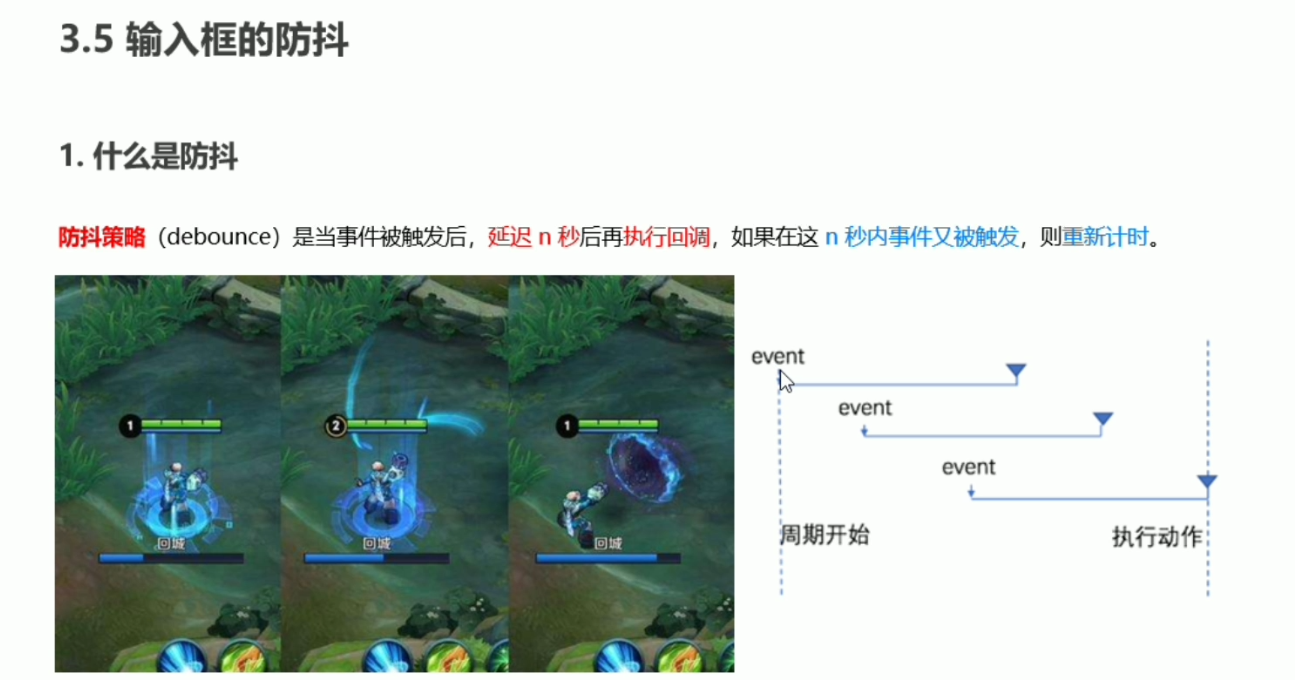 3.5 输入框的防抖
1. 什么是防抖
防抖策略（debounce）是当事件被触发后，延迟 n 秒后再执行回调，如果在这 n 秒内事件又被触发，则重新计时。
event
event
event
周期开始
执行动作
1
2
1
回城
回城
回城